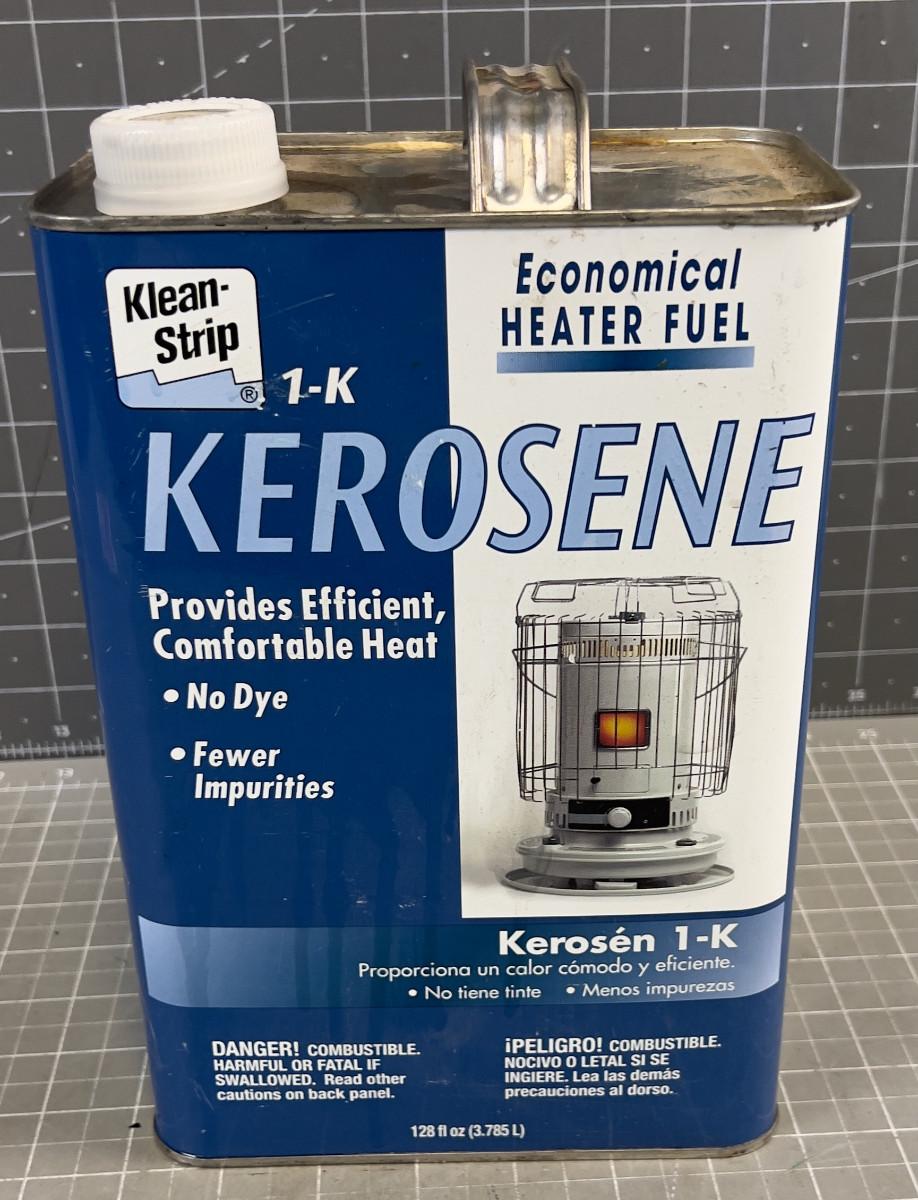 Klean-
Strip
®
1-K
Economical
HEATER FUEL
KEROSENE
Provides Efficient,
Comfortable Heat
• No Dye
• Fewer
Impurities
Kerosén 1-K
Proporciona un calor cómodo y eficiente.
• No tiene tinte • Menos impurezas
DANGER! COMBUSTIBLE.
HARMFUL OR FATAL IF
SWALLOWED. Read other
cautions on back panel.
¡PELIGRO! COMBUSTIBLE.
NOCIVO O LETAL SI SE
INGIERE. Lea las demás
precauciones al dorso.
128 fl oz (3.785 L)